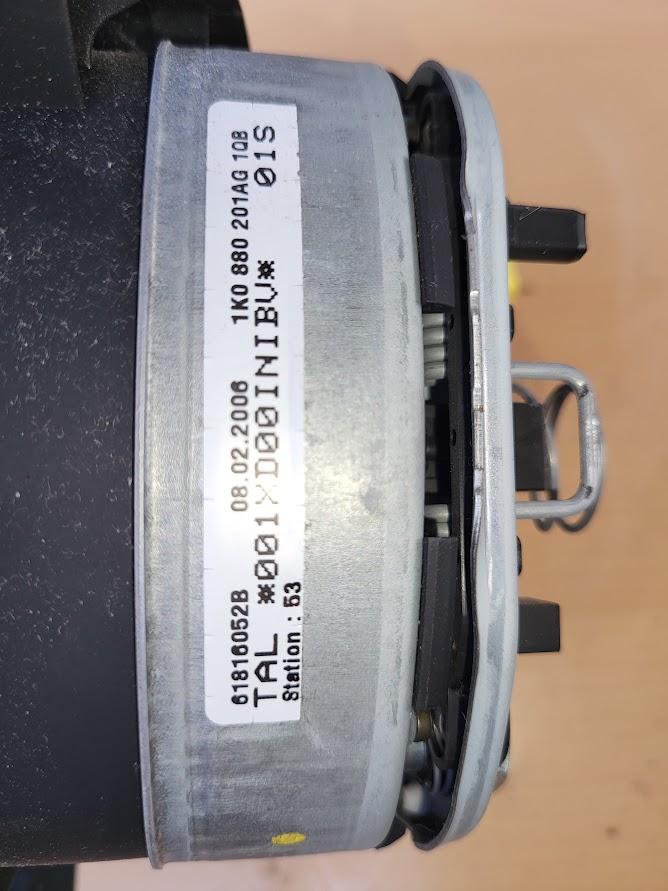 61816052B 08.02.2006 1K0 880 201AG 1QB
TAL *001XD00INIBV* 01S
Station : 53